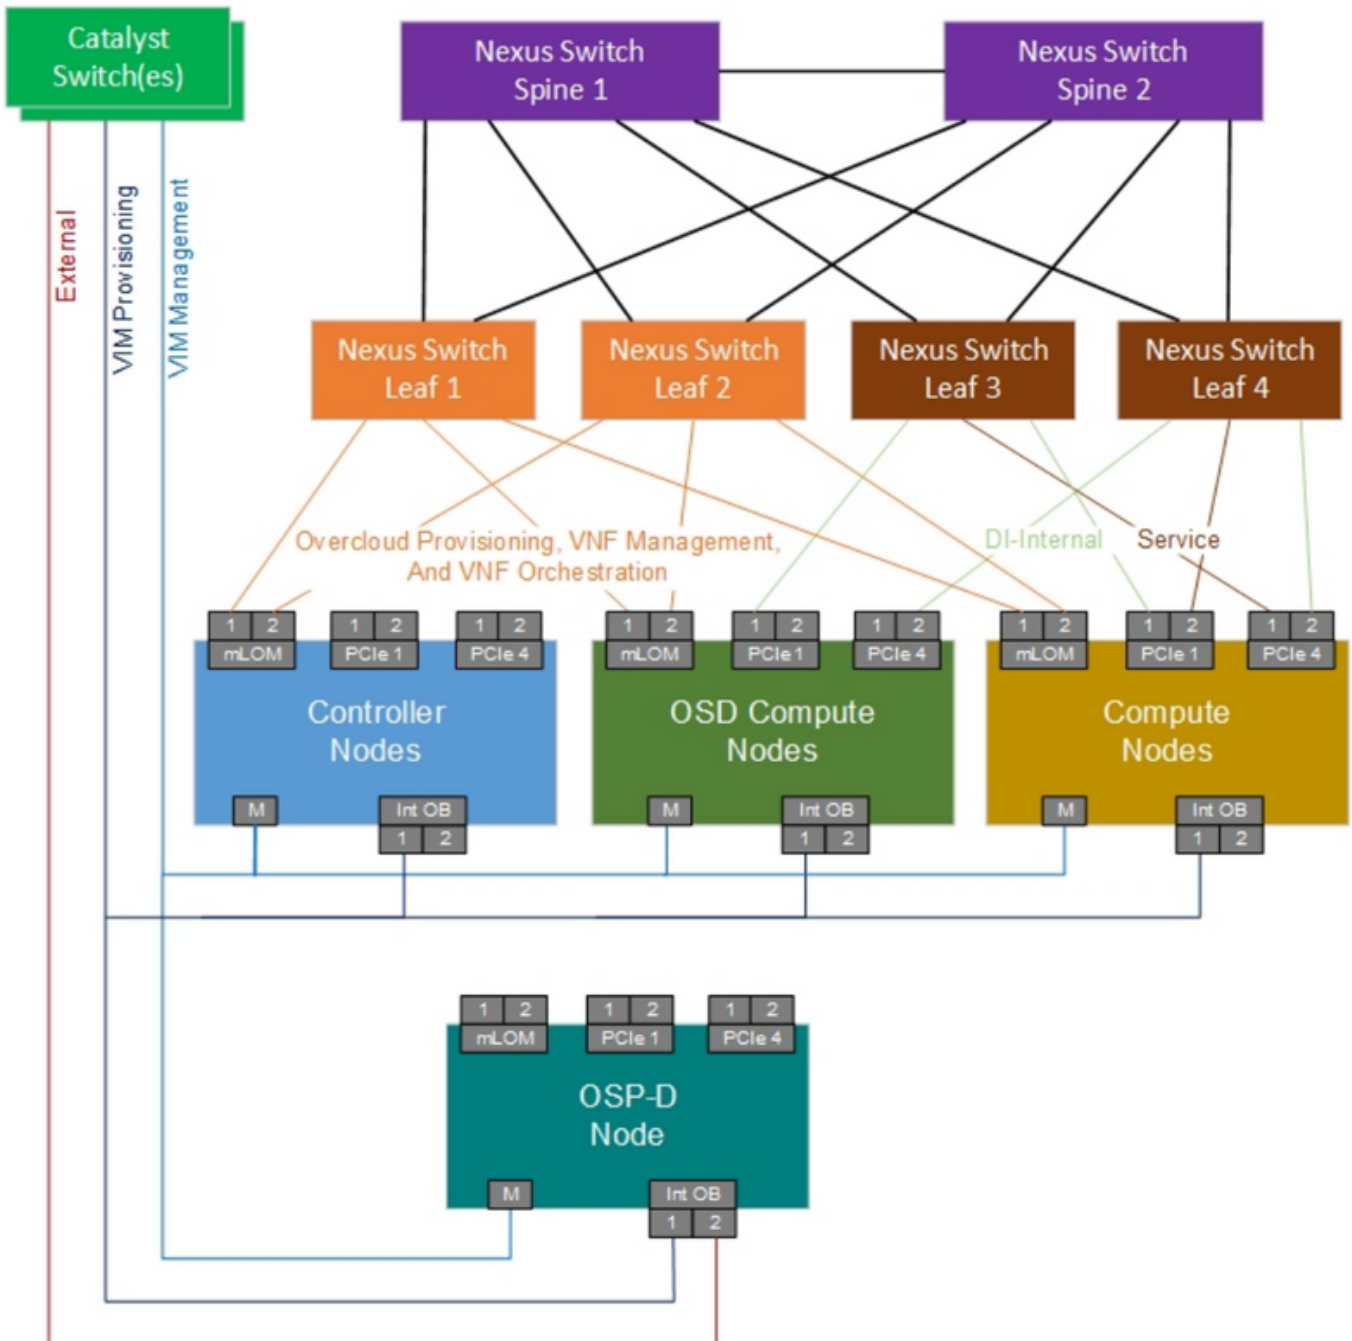 Catalyst
Switch(es)
Nexus Switch
Spine 1
Nexus Switch
Spine 2
External
VIM Provisioning
VIM Management
Nexus Switch
Leaf 1
Nexus Switch
Leaf 2
Nexus Switch
Leaf 3
Nexus Switch
Leaf 4
Overcloud Provisioning, VNF Management,
And VNF Orchestration
DI-Internal
Service
1 2
mLOM
1 2
PCIe 1
1 2
PCIe 4
Controller
Nodes
M
Int OB
1 2
1 2
mLOM
1 2
PCIe 1
1 2
PCIe 4
OSD Compute
Nodes
M
Int OB
1 2
1 2
mLOM
1 2
PCIe 1
1 2
PCIe 4
Compute
Nodes
M
Int OB
1 2
1 2
mLOM
1 2
PCIe 1
1 2
PCIe 4
OSP-D
Node
M
Int OB
1 2